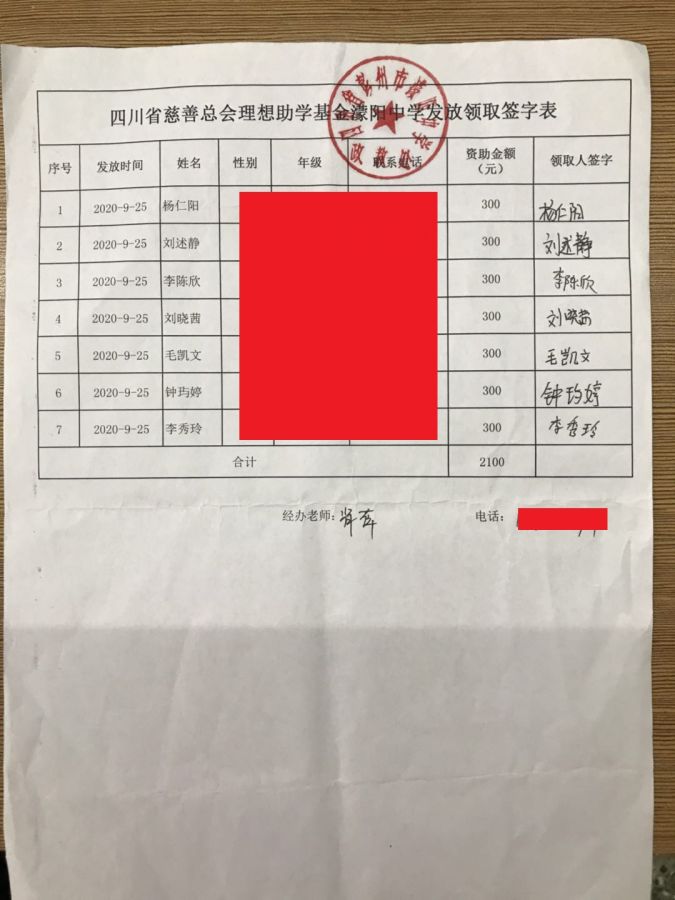 四川省慈善总会理想助学基金濛阳中学发放领取签字表
序号 发放时间 姓名 性别 年级 联系电话 资助金额（元） 领取人签字
1 2020-9-25 杨仁阳 300 杨仁阳
2 2020-9-25 刘述静 300 刘述静
3 2020-9-25 李陈欣 300 李陈欣
4 2020-9-25 刘晓茜 300 刘晓茜
5 2020-9-25 毛凯文 300 毛凯文
6 2020-9-25 钟玙婷 300 钟玙婷
7 2020-9-25 李秀玲 300 李秀玲
合计 2100
经办老师： 电话：
政教处